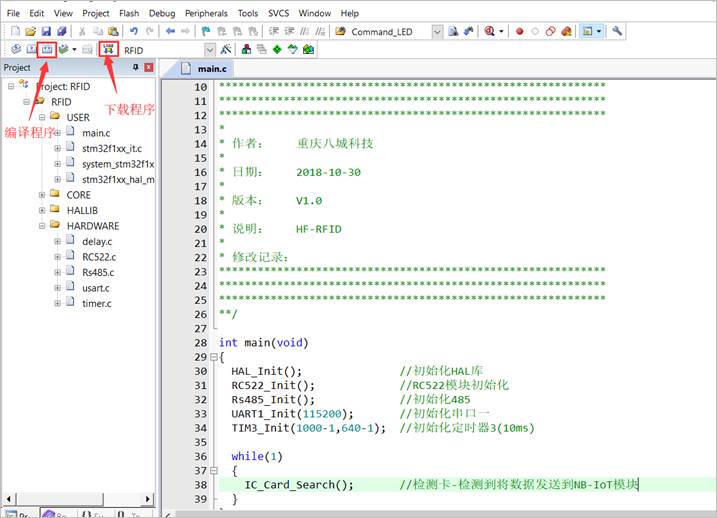 File Edit View Project Flash Debug Peripherals Tools SVCS Window Help
Command_LED
LOAD RFID
Project
main.c
Project: RFID
RFID
USER
main.c
stm32f1xx_it.c
system_stm32f1x
stm32f1xx_hal_m
CORE
HALLIB
HARDWARE
delay.c
RC522.c
Rs485.c
usart.c
timer.c
编译程序
下载程序
10 ************************************************************
11 ************************************************************
12 ************************************************************
13 *
14 * 作者: 重庆八城科技
15 *
16 * 日期: 2018-10-30
17 *
18 * 版本: V1.0
19 *
20 * 说明: HF-RFID
21 *
22 * 修改记录:
23 ************************************************************
24 ************************************************************
25 ************************************************************
26 **/
27
28 int main(void)
29 {
30 HAL_Init(); //初始化HAL库
31 RC522_Init(); //RC522模块初始化
32 Rs485_Init(); //初始化485
33 UART1_Init(115200); //初始化串口一
34 TIM3_Init(1000-1,640-1); //初始化定时器3(10ms)
35
36 while(1)
37 {
38 IC_Card_Search(); //检测卡-检测到将数据发送到NB-IoT模块
39 }